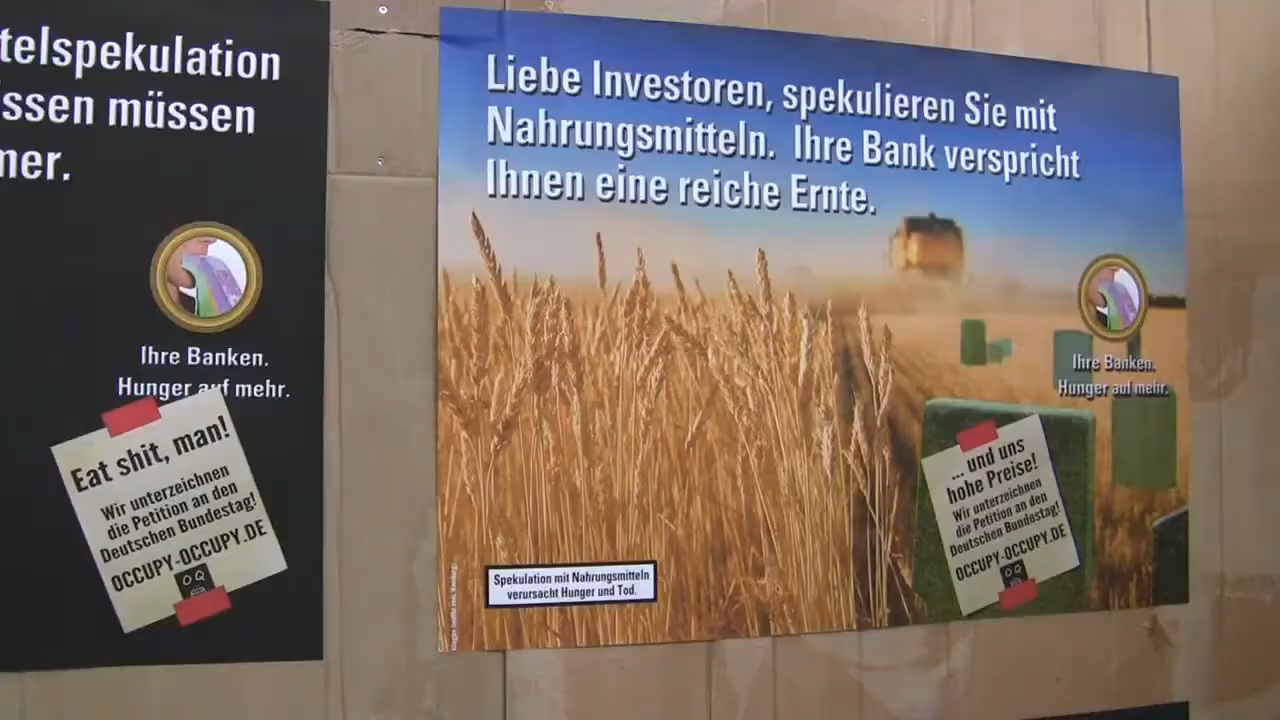 telspekulation
ssen müssen
mer.
Ihre Banken.
Hunger auf mehr.
Eat shit, man!
Wir unterzeichnen
die Petition an den
Deutschen Bundestag!
OCCUPY-OCCUPY.DE
Liebe Investoren, spekulieren Sie mit
Nahrungsmitteln. Ihre Bank verspricht
Ihnen eine reiche Ernte.
Ihre Banken.
Hunger auf mehr.
... und uns
hohe Preise!
Wir unterzeichnen
die Petition an den
Deutschen Bundestag!
OCCUPY-OCCUPY.DE
Spekulation mit Nahrungsmitteln
verursacht Hunger und Tod.